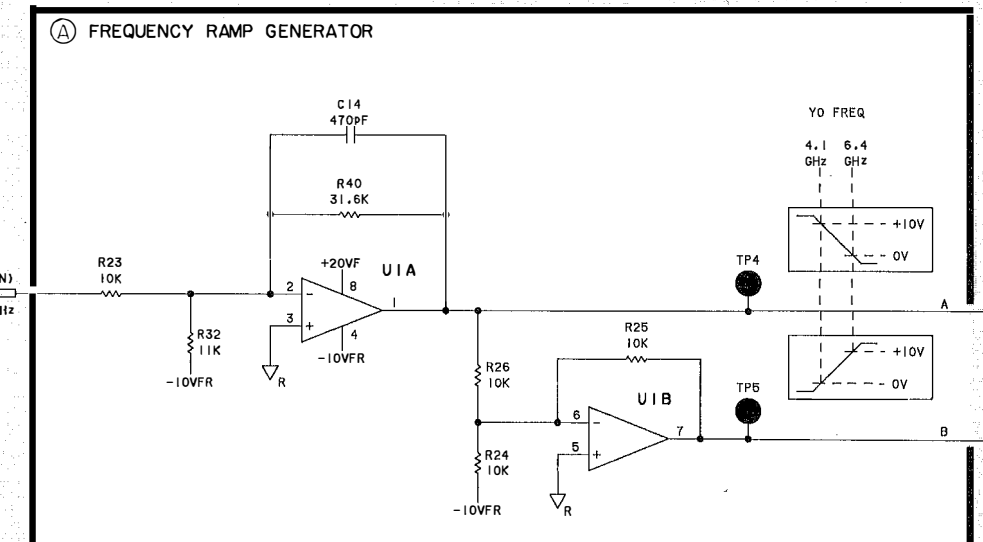 Ⓐ FREQUENCY RAMP GENERATOR
C14
470PF
R40
31.6K
+20VF
U1A
R23
10K
N)
Hz
2
-
8
1
3
+
4
-10VFR
R32
11K
-10VFR
R
R26
10K
R24
10K
-10VFR
R25
10K
U1B
6
-
7
5
+
R
TP4
TP5
YO FREQ
4.1 6.4
GHz GHz
+10V
0V
A
+10V
0V
B